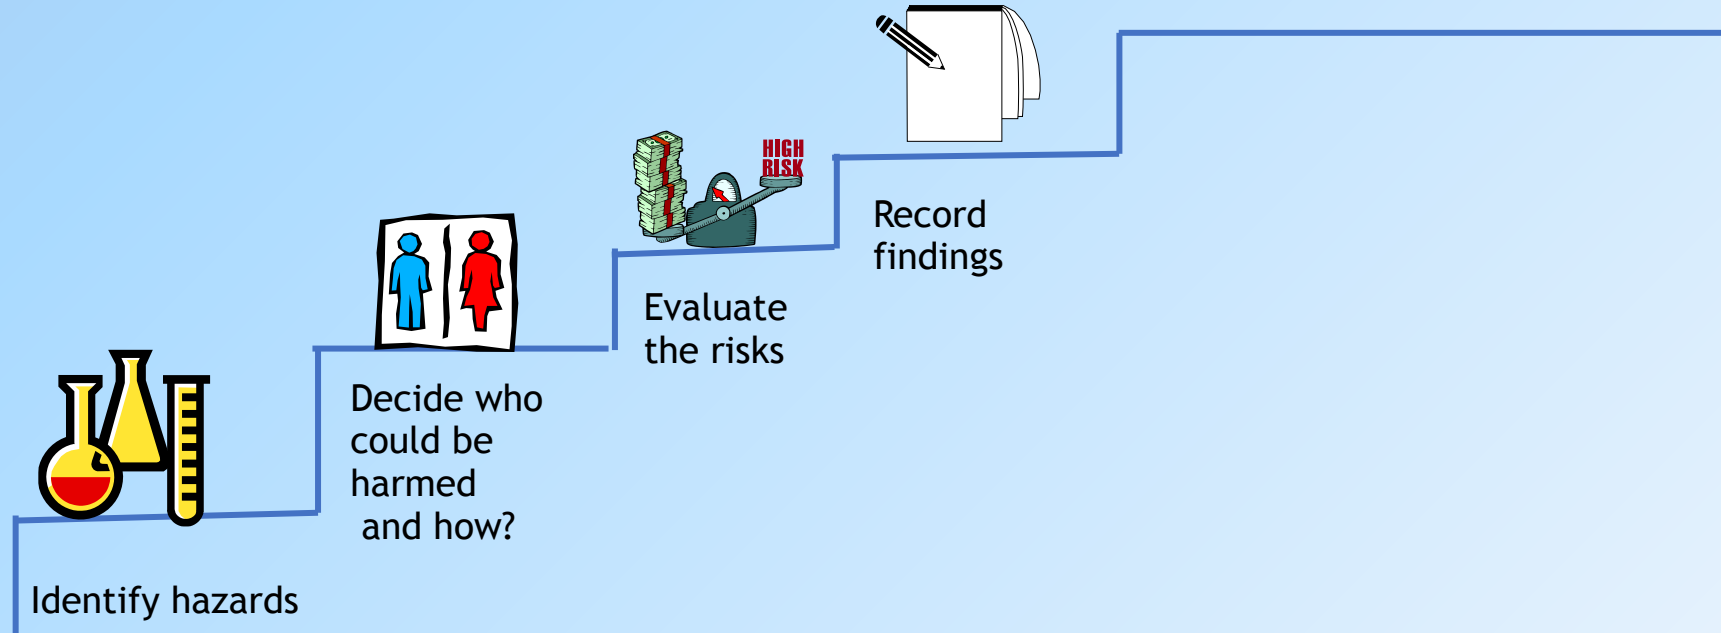 Identify hazards
Decide who
could be
harmed
and how?
Evaluate
the risks
HIGH
RISK
Record
findings